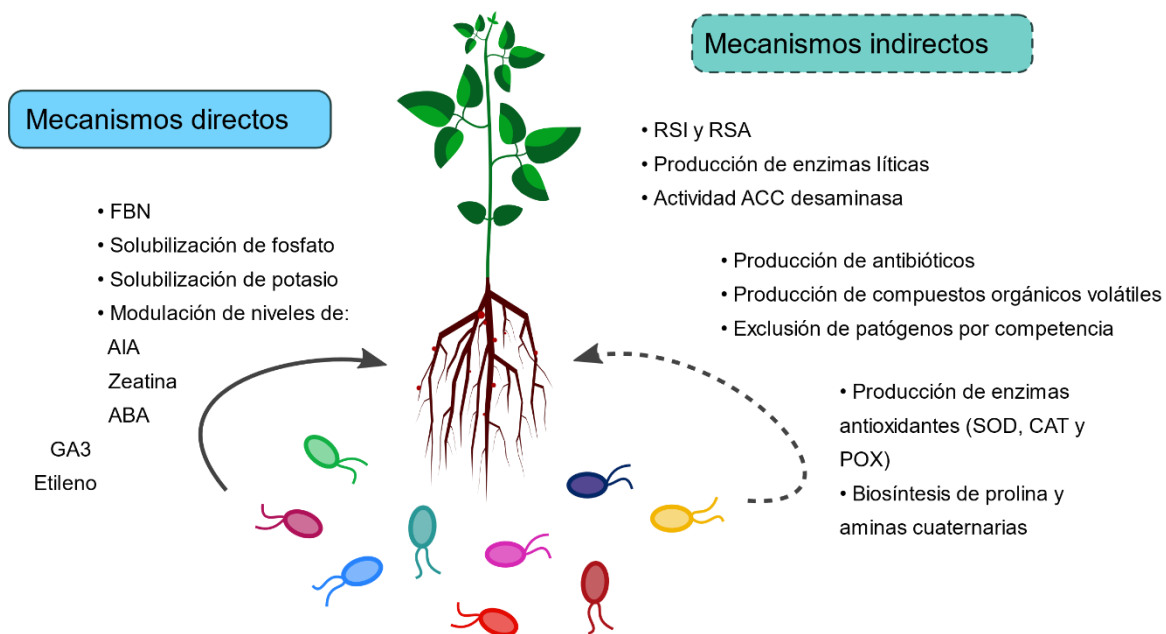 Mecanismos directos
• FBN
• Solubilización de fosfato
• Solubilización de potasio
• Modulación de niveles de:
AIA
Zeatina
ABA
GA3
Etileno
Mecanismos indirectos
• RSI y RSA
• Producción de enzimas líticas
• Actividad ACC desaminasa
• Producción de antibióticos
• Producción de compuestos orgánicos volátiles
• Exclusión de patógenos por competencia
• Producción de enzimas
antioxidantes (SOD, CAT y
POX)
• Biosíntesis de prolina y
aminas cuaternarias